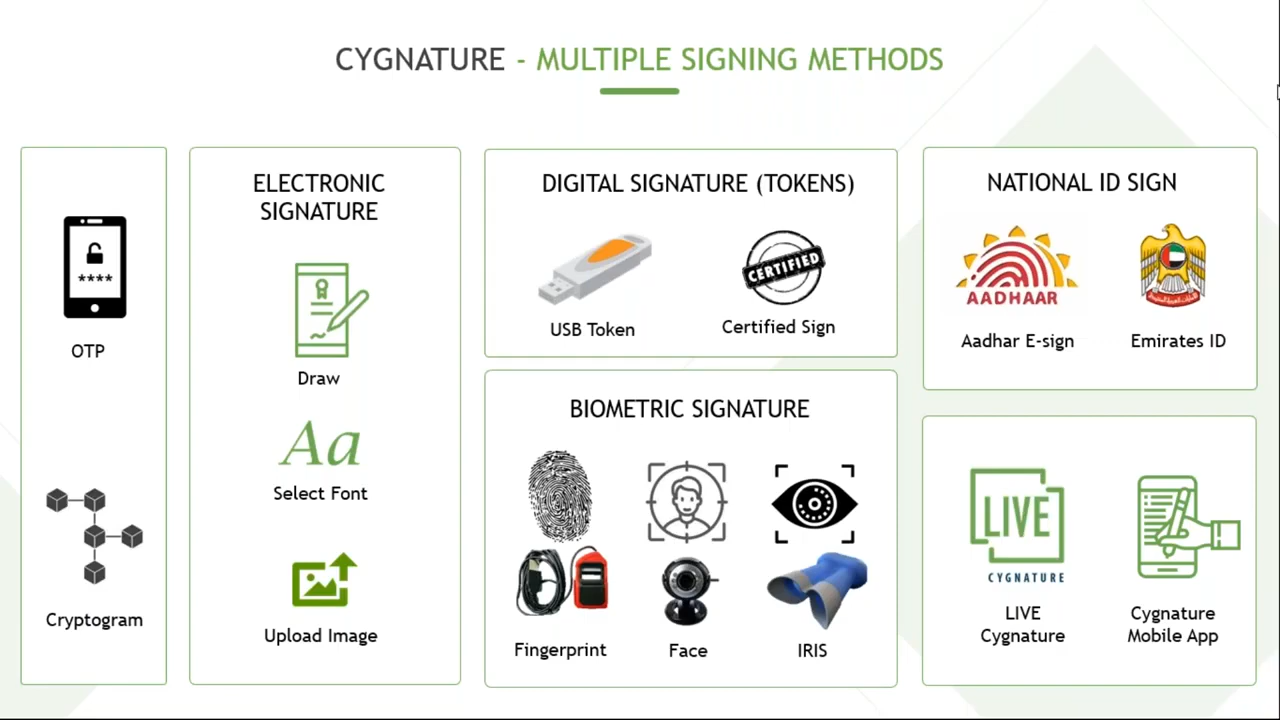 CYGNATURE - MULTIPLE SIGNING METHODS
****
OTP
Cryptogram
ELECTRONIC
SIGNATURE
Draw
Aa
Select Font
Upload Image
DIGITAL SIGNATURE (TOKENS)
USB Token
CERTIFIED
Certified Sign
BIOMETRIC SIGNATURE
Fingerprint
Face
IRIS
NATIONAL ID SIGN
AADHAAR
Aadhar E-sign
Emirates ID
LIVE
CYGNATURE
LIVE
Cygnature
Cygnature
Mobile App